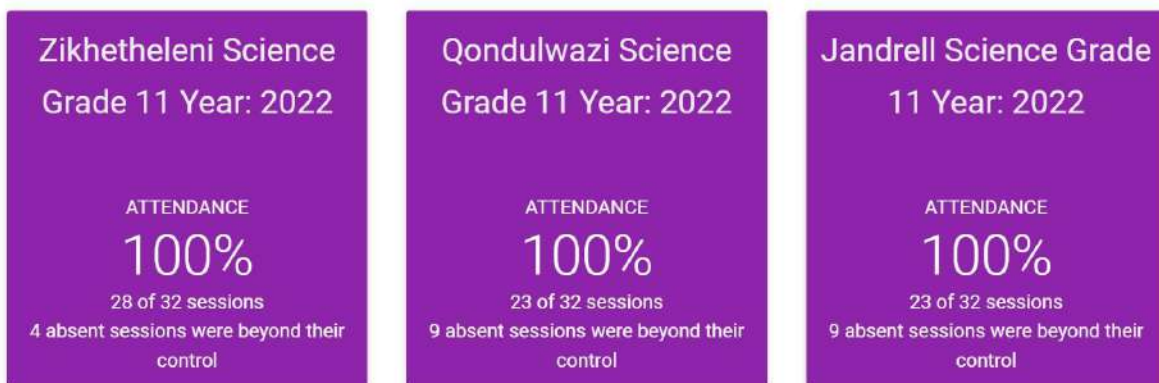 Zikhetheleni Science
Grade 11 Year: 2022
ATTENDANCE
100%
28 of 32 sessions
4 absent sessions were beyond their
control
Qondulwazi Science
Grade 11 Year: 2022
ATTENDANCE
100%
23 of 32 sessions
9 absent sessions were beyond their
control
Jandrell Science Grade
11 Year: 2022
ATTENDANCE
100%
23 of 32 sessions
9 absent sessions were beyond their
control